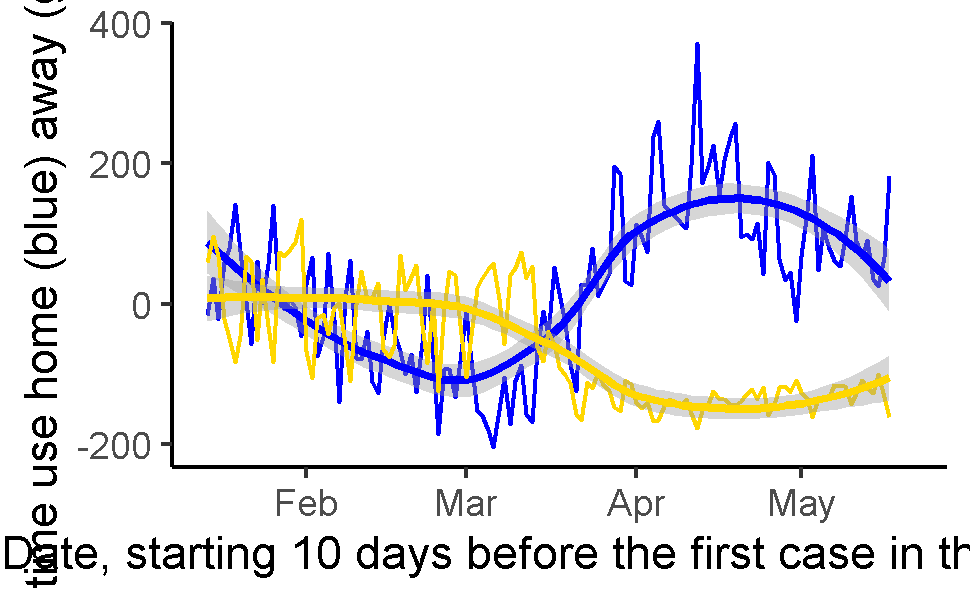 time use home (blue) away (
400
200
0
-200
Feb Mar Apr May
Date, starting 10 days before the first case in th